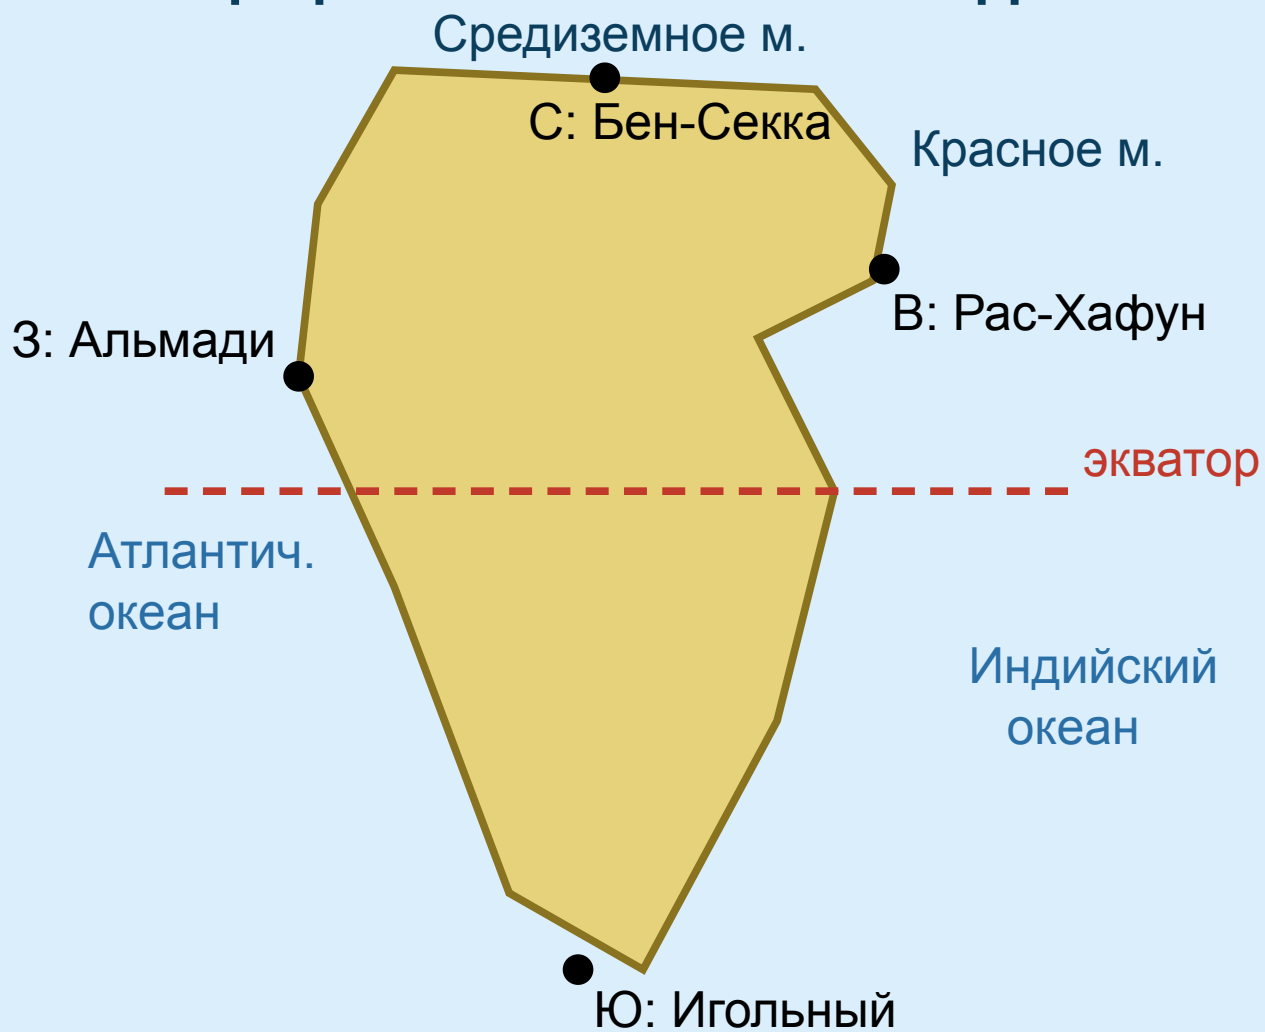 Средиземное м.
С: Бен-Секка
Красное м.
В: Рас-Хафун
З: Альмади
экватор
Атлантич.
океан
Индийский
океан
Ю: Игольный